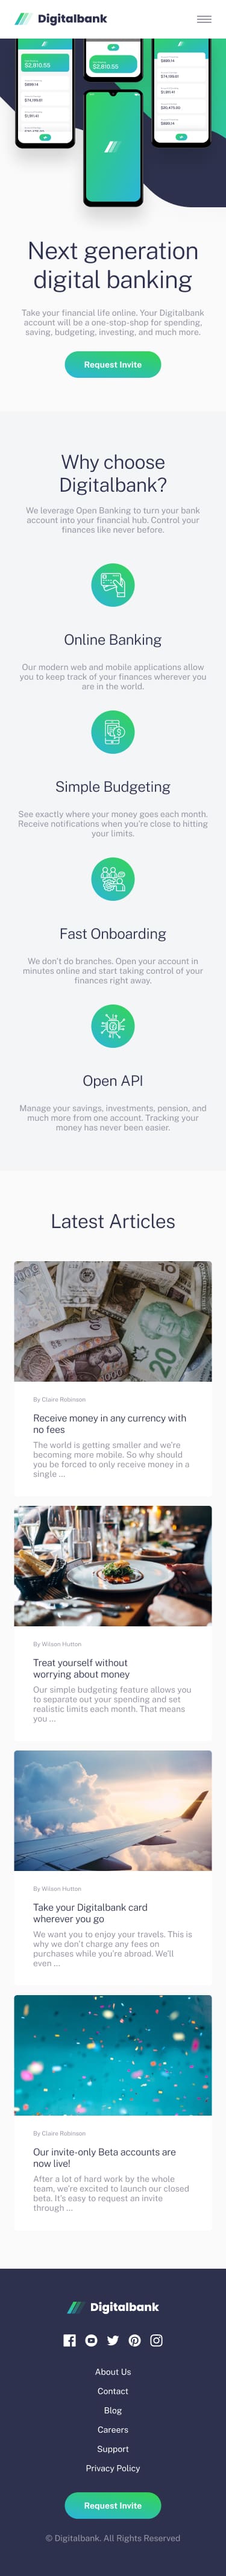 Digitalbank
Next generation
digital banking
Take your financial life online. Your Digitalbank
account will be a one-stop-shop for spending,
saving, budgeting, investing, and much more.
Request Invite
Why choose
Digitalbank?
We leverage Open Banking to turn your bank
account into your financial hub. Control your
finances like never before.
Online Banking
Our modern web and mobile applications allow
you to keep track of your finances wherever you
are in the world.
Simple Budgeting
See exactly where your money goes each month.
Receive notifications when you're close to hitting
your limits.
Fast Onboarding
We don't do branches. Open your account in
minutes online and start taking control of your
finances right away.
Open API
Manage your savings, investments, pension, and
much more from one account. Tracking your
money has never been easier.
Latest Articles
By Claire Robinson
Receive money in any currency with
no fees
The world is getting smaller and we're
becoming more mobile. So why should
you be forced to only receive money in a
single …
By Wilson Hutton
Treat yourself without
worrying about money
Our simple budgeting feature allows you
to separate out your spending and set
realistic limits each month. That means
you …
By Wilson Hutton
Take your Digitalbank card
wherever you go
We want you to enjoy your travels. This is
why we don't charge any fees on
purchases while you're abroad. We'll
even …
By Claire Robinson
Our invite-only Beta accounts are
now live!
After a lot of hard work by the whole
team, we're excited to launch our closed
beta. It's easy to request an invite
through …
Digitalbank
About Us
Contact
Blog
Careers
Support
Privacy Policy
Request Invite
© Digitalbank. All Rights Reserved